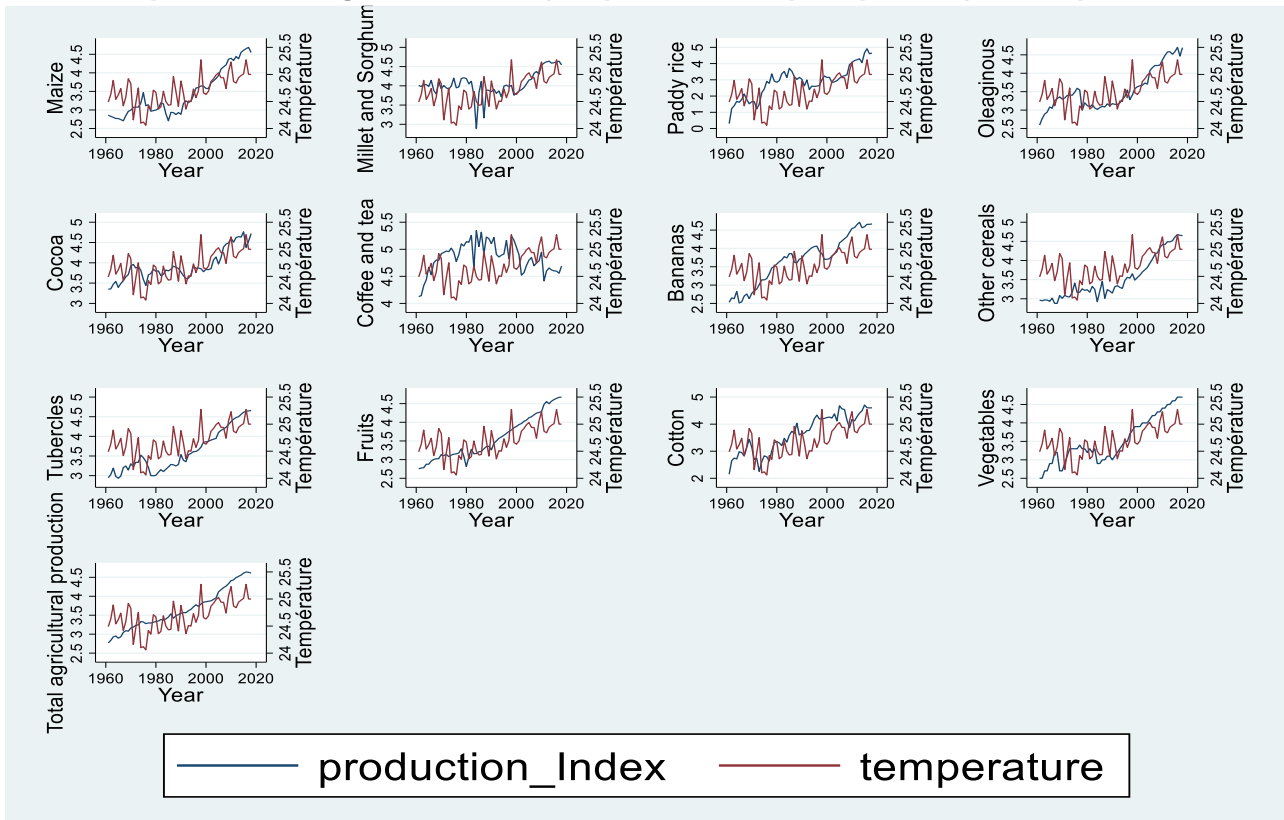 Maize
2.5 3 3.5 4 4.5
24 24.5 25 25.5
Température
1960 1980 2000 2020
Year
Millet and Sorghum
3 3.5 4 4.5 5
24 24.5 25 25.5
Température
1960 1980 2000 2020
Year
Paddy rice
0 1 2 3 4 5
24 24.5 25 25.5
Température
1960 1980 2000 2020
Year
Oleaginous
2.5 3 3.5 4 4.5
24 24.5 25 25.5
Température
1960 1980 2000 2020
Year
Cocoa
3 3.5 4 4.5 5
24 24.5 25 25.5
Température
1960 1980 2000 2020
Year
Coffee and tea
4 4.5 5 5.5
24 24.5 25 25.5
Température
1960 1980 2000 2020
Year
Bananas
2.5 3 3.5 4 4.5
24 24.5 25 25.5
Température
1960 1980 2000 2020
Year
Other cereals
3 3.5 4 4.5 5
24 24.5 25 25.5
Température
1960 1980 2000 2020
Year
Tubercles
3 3.5 4 4.5 5
24 24.5 25 25.5
Température
1960 1980 2000 2020
Year
Fruits
2.5 3 3.5 4 4.5
24 24.5 25 25.5
Température
1960 1980 2000 2020
Year
Cotton
2 3 4 5
24 24.5 25 25.5
Température
1960 1980 2000 2020
Year
Vegetables
2.5 3 3.5 4 4.5
24 24.5 25 25.5
Température
1960 1980 2000 2020
Year
Total agricultural production
2.5 3 3.5 4 4.5
24 24.5 25 25.5
Température
1960 1980 2000 2020
Year
production_Index temperature